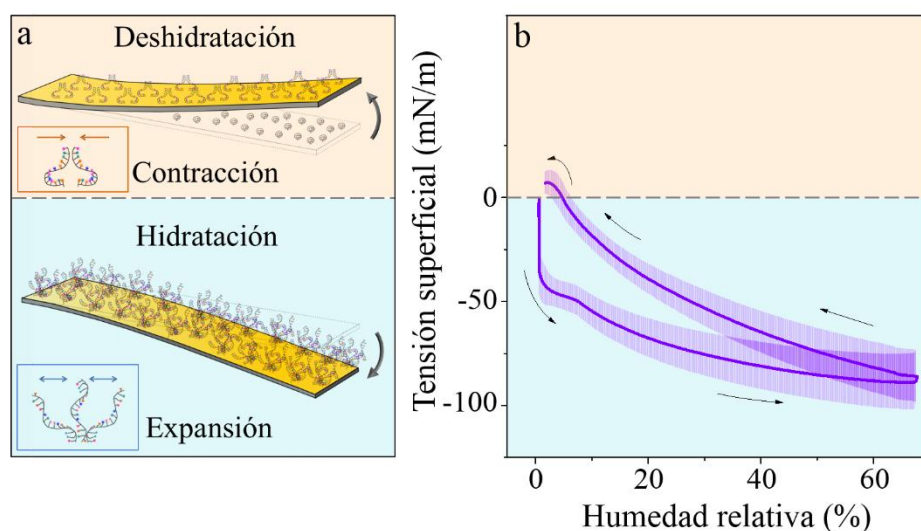 a
Deshidratación
Contracción
Hidratación
Expansión
b
Tensión superficial (mN/m)
0
-50
-100
0
20
40
60
Humedad relativa (%)